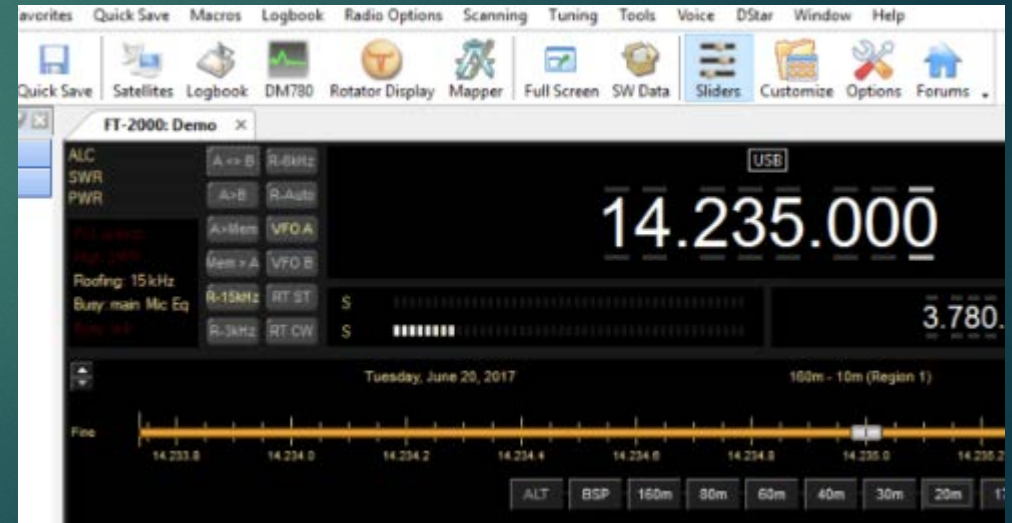 avorites Quick Save Macros Logbook Radio Options Scanning Tuning Tools Voice DStar Window Help
Quick Save Satellites Logbook DM780 Rotator Display Mapper Full Screen SW Data Sliders Customize Options Forums
FT-2000: Demo ×
ALC
SWR
PWR
A <> B R-6kHz
A>B R-Auto
A>Mem VFO A
Mem > A VFO B
R-15kHz RT ST
R-3kHz RT CW
Roofing: 15 kHz
Busy: main Mic Eq
USB
14.235.000
S
S
3.780.
Tuesday, June 20, 2017 160m - 10m (Region 1)
Fine
14.233.8 14.234.0 14.234.2 14.234.4 14.234.6 14.234.8 14.235.0 14.235.2
ALT BSP 160m 80m 60m 40m 30m 20m 17